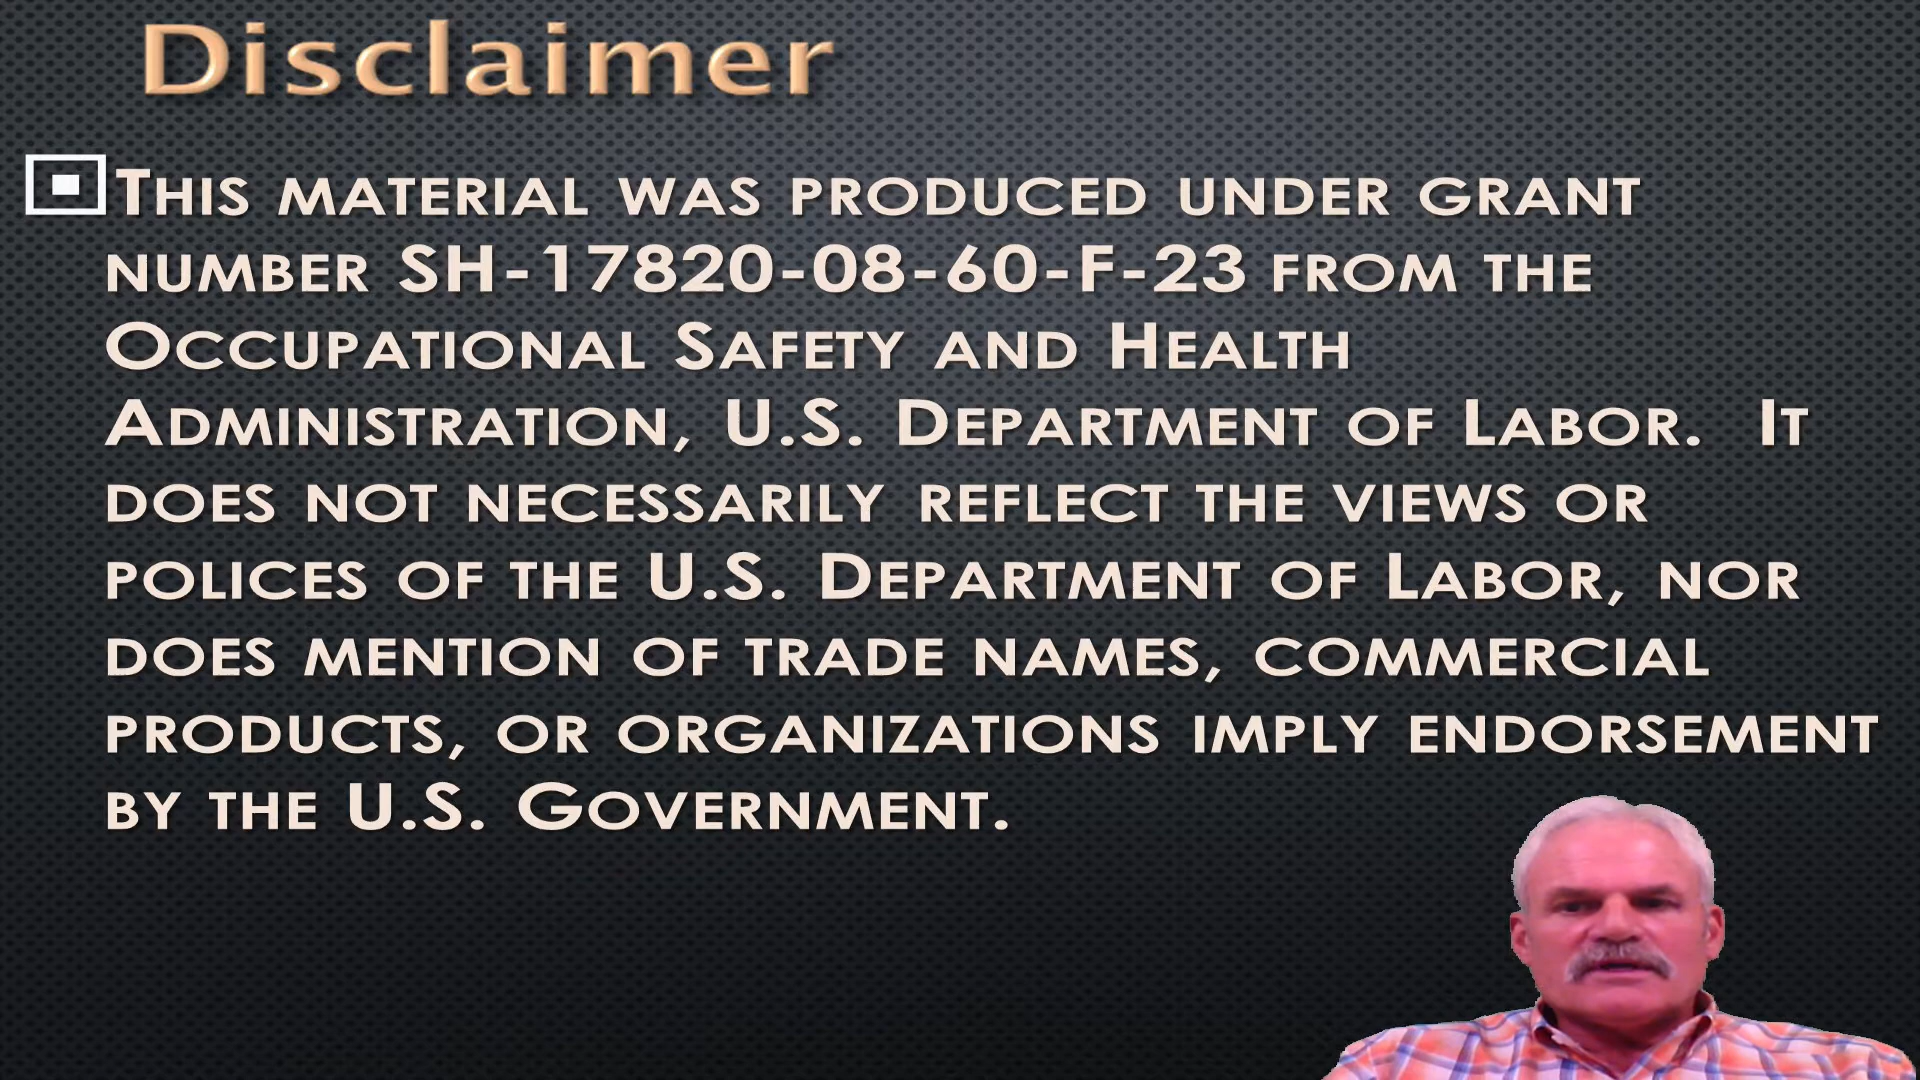 Disclaimer
This material was produced under grant
number SH-17820-08-60-F-23 from the
Occupational Safety and Health
Administration, U.S. Department of Labor. It
does not necessarily reflect the views or
polices of the U.S. Department of Labor, nor
does mention of trade names, commercial
products, or organizations imply endorsement
by the U.S. Government.